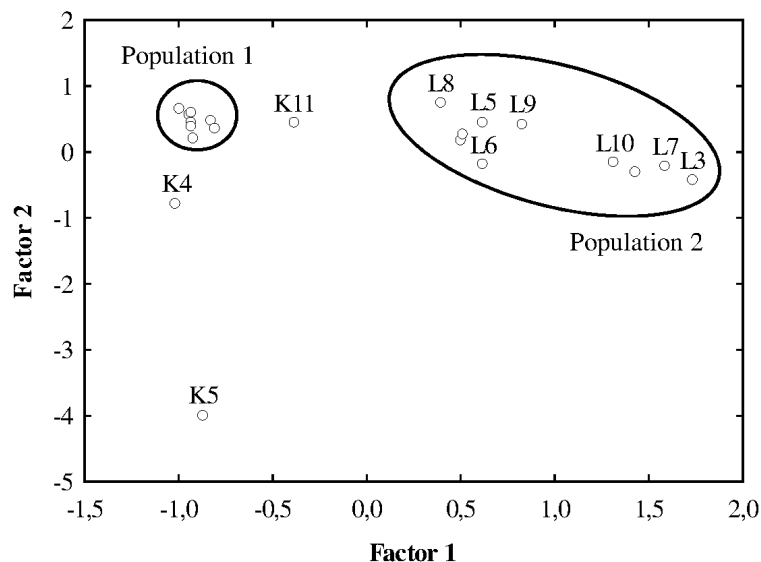 2
Population 1
1
K11
L8
L5
L9
0
L6
L10
L7
L3
K4
-1
Population 2
-2
-3
K5
-4
-5
-1,5
-1,0
-0,5
0,0
0,5
1,0
1,5
2,0
Factor 2
Factor 1